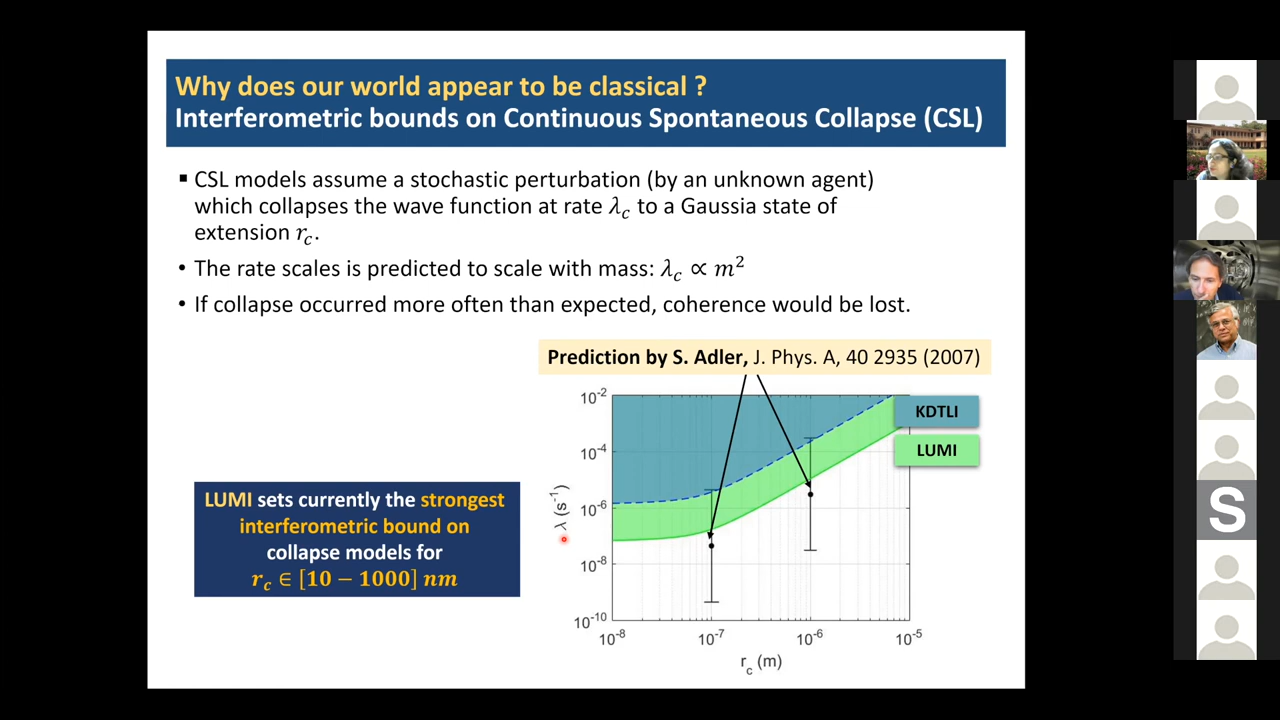 Why does our world appear to be classical ?
Interferometric bounds on Continuous Spontaneous Collapse (CSL)
▪ CSL models assume a stochastic perturbation (by an unknown agent)
which collapses the wave function at rate λc to a Gaussia state of
extension rc.
• The rate scales is predicted to scale with mass: λc ∝ m²
• If collapse occurred more often than expected, coherence would be lost.
Prediction by S. Adler, J. Phys. A, 40 2935 (2007)
KDTLI
LUMI
LUMI sets currently the strongest
interferometric bound on
collapse models for
rc ∈ [10 − 1000] nm
λ (s⁻¹)
10⁻²
10⁻⁴
10⁻⁶
10⁻⁸
10⁻¹⁰
10⁻⁸ 10⁻⁷ 10⁻⁶ 10⁻⁵
rc (m)
S